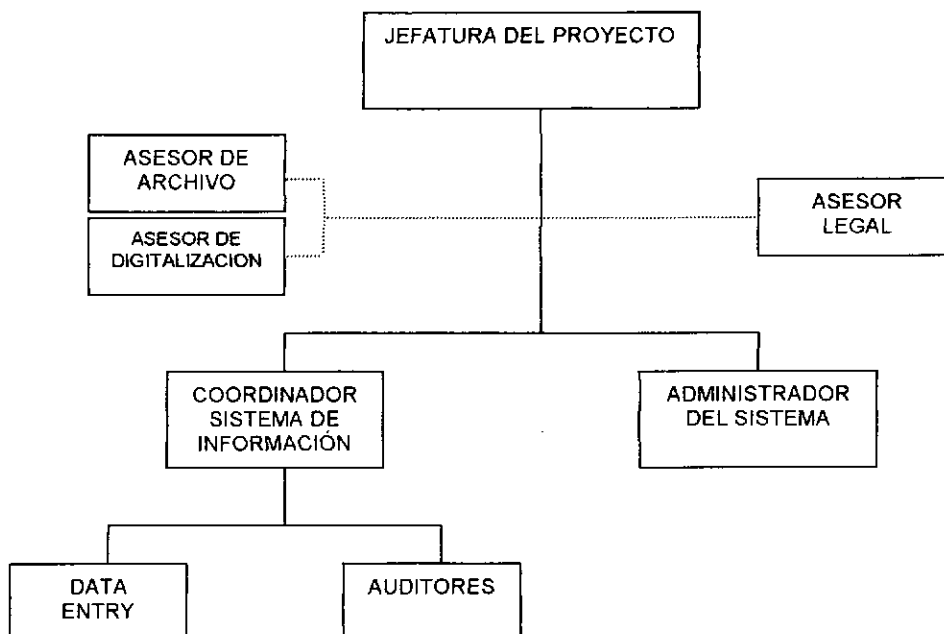 JEFATURA DEL PROYECTO
ASESOR DE
ARCHIVO
ASESOR DE
DIGITALIZACION
ASESOR
LEGAL
COORDINADOR
SISTEMA DE
INFORMACIÓN
ADMINISTRADOR
DEL SISTEMA
DATA
ENTRY
AUDITORES